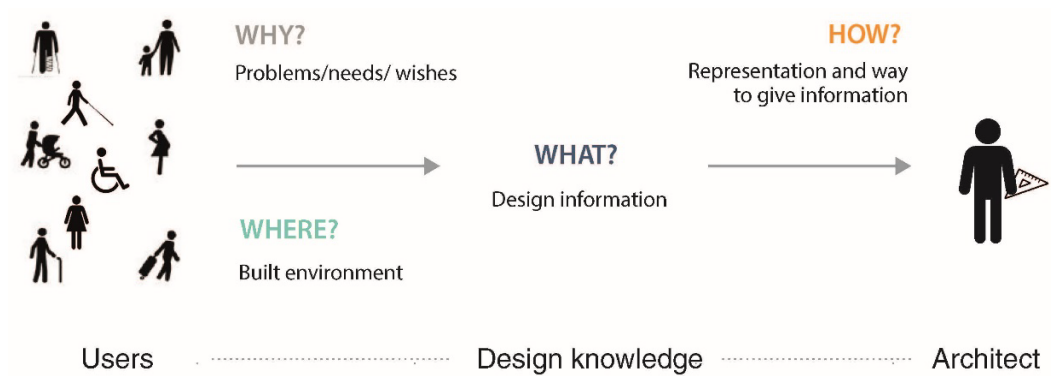 WHY?
Problems/needs/ wishes
HOW?
Representation and way
to give information
WHAT?
Design information
WHERE?
Built environment
Users
Design knowledge
Architect